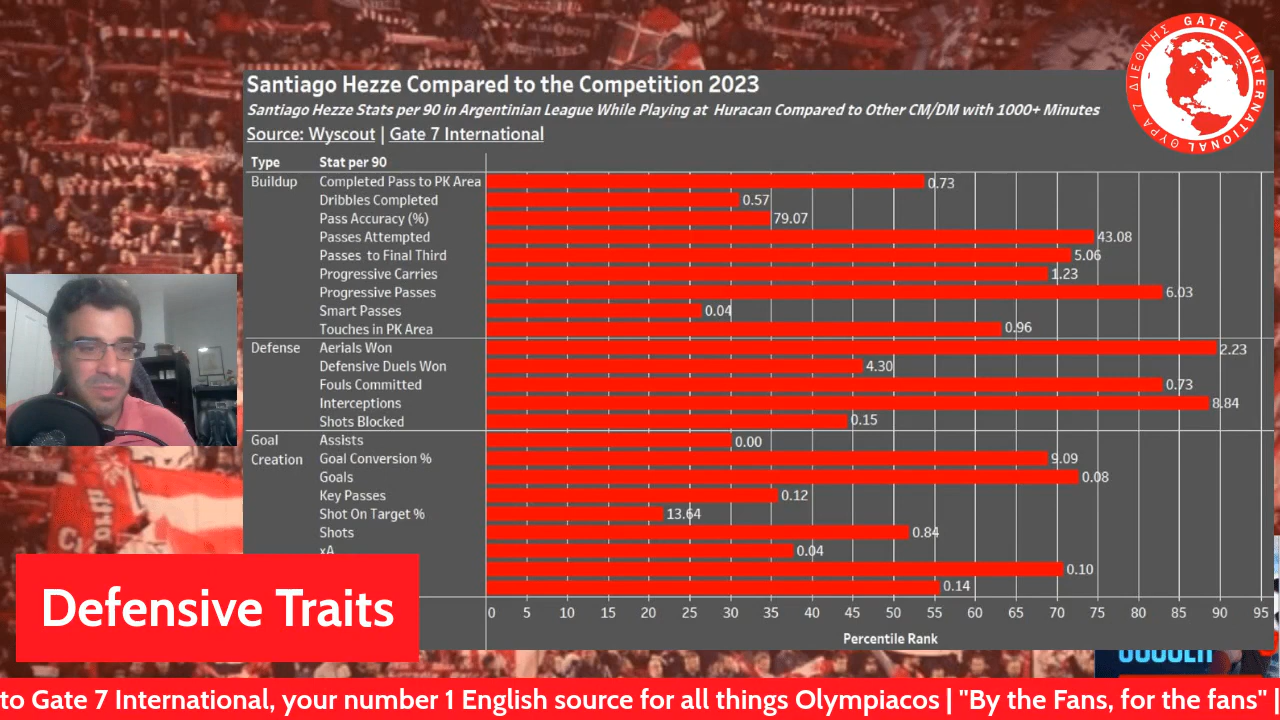 Santiago Hezze Compared to the Competition 2023
Santiago Hezze Stats per 90 in Argentinian League While Playing at Huracan Compared to Other CM/DM with 1000+ Minutes
Source: Wyscout | Gate 7 International
GATE 7 INTERNATIONAL
ΘΥΡΑ 7 ΔΙΕΘΝΗΣ
Type Stat per 90
Buildup Completed Pass to PK Area 0.73
Dribbles Completed 0.57
Pass Accuracy (%) 79.07
Passes Attempted 43.08
Passes to Final Third 5.06
Progressive Carries 1.23
Progressive Passes 6.03
Smart Passes 0.04
Touches in PK Area 0.96
Defense Aerials Won 2.23
Defensive Duels Won 4.30
Fouls Committed 0.73
Interceptions 8.84
Shots Blocked 0.15
Goal Assists 0.00
Creation Goal Conversion % 9.09
Goals 0.08
Key Passes 0.12
Shot On Target % 13.64
Shots 0.84
xA 0.04
0.10
0.14
0 5 10 15 20 25 30 35 40 45 50 55 60 65 70 75 80 85 90 95
Percentile Rank
Defensive Traits
to Gate 7 International, your number 1 English source for all things Olympiacos | "By the Fans, for the fans" |